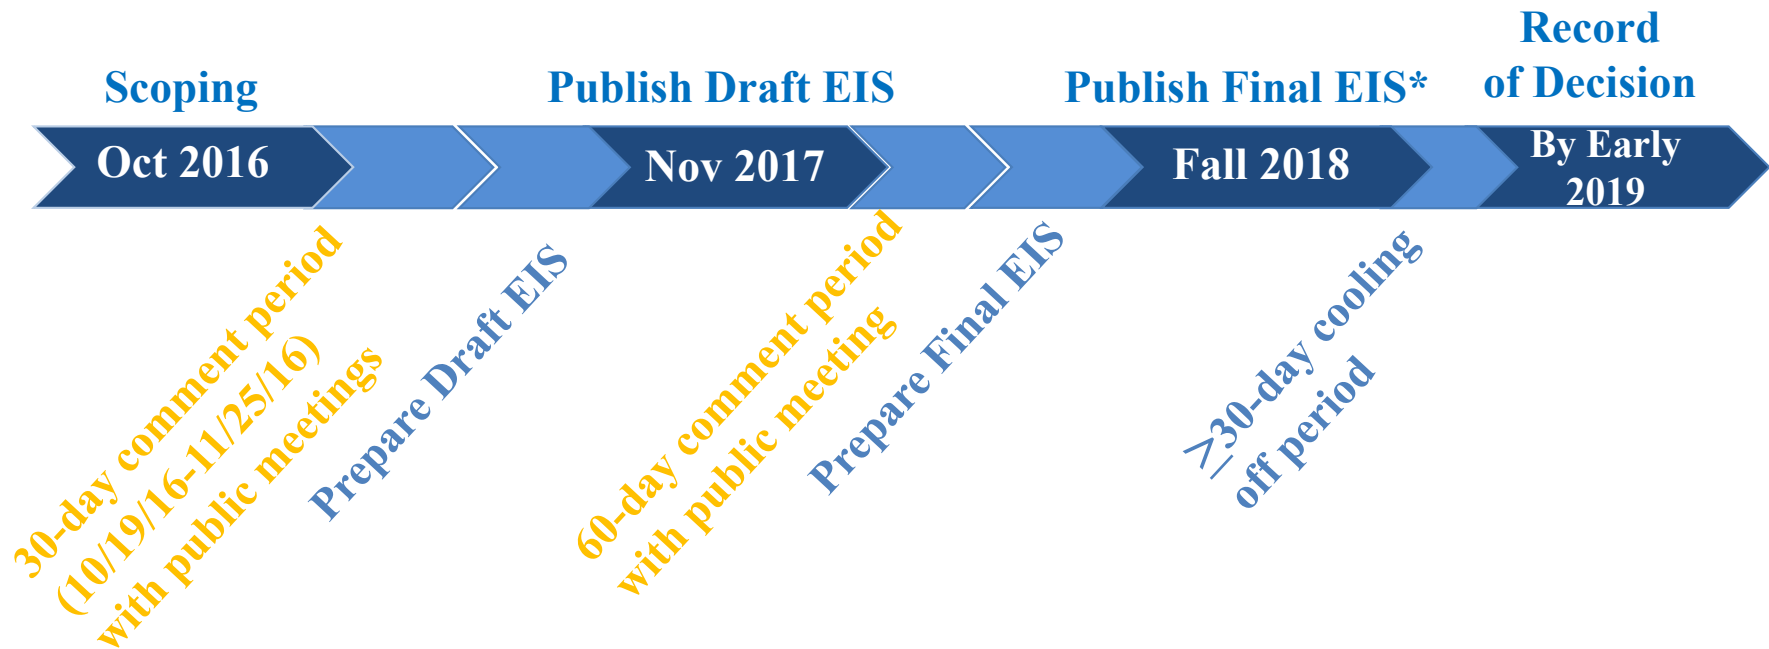 Scoping
Publish Draft EIS
Publish Final EIS*
Record
of Decision
Oct 2016
Nov 2017
Fall 2018
By Early
2019
30-day comment period
(10/19/16-11/25/16)
with public meetings
Prepare Draft EIS
60-day comment period
with public meeting
Prepare Final EIS
≥30-day cooling
off period